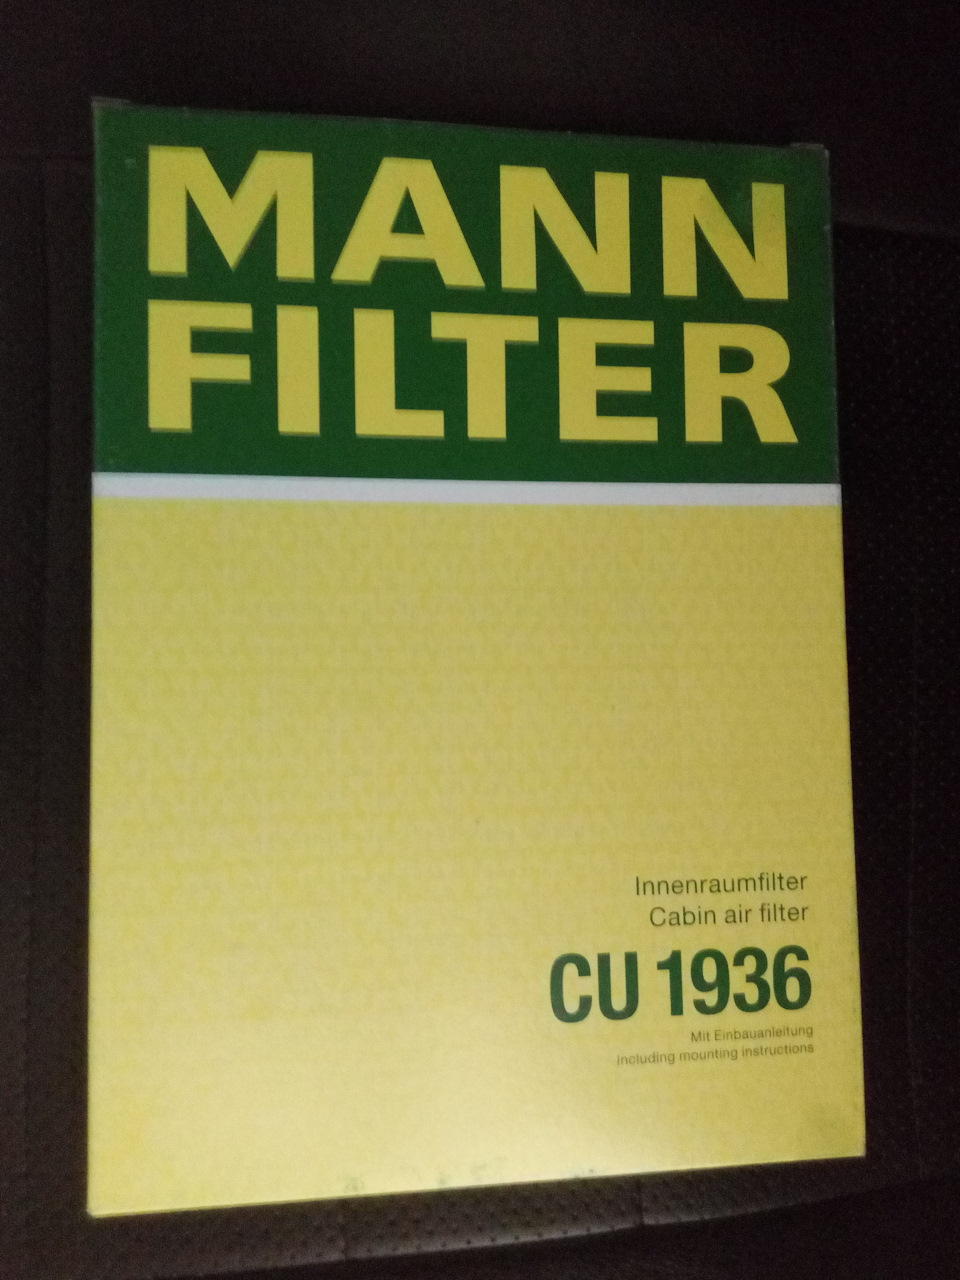 MANN
FILTER
Innenraumfilter
Cabin air filter
CU 1936
Mit Einbauanleitung
Including mounting instructions